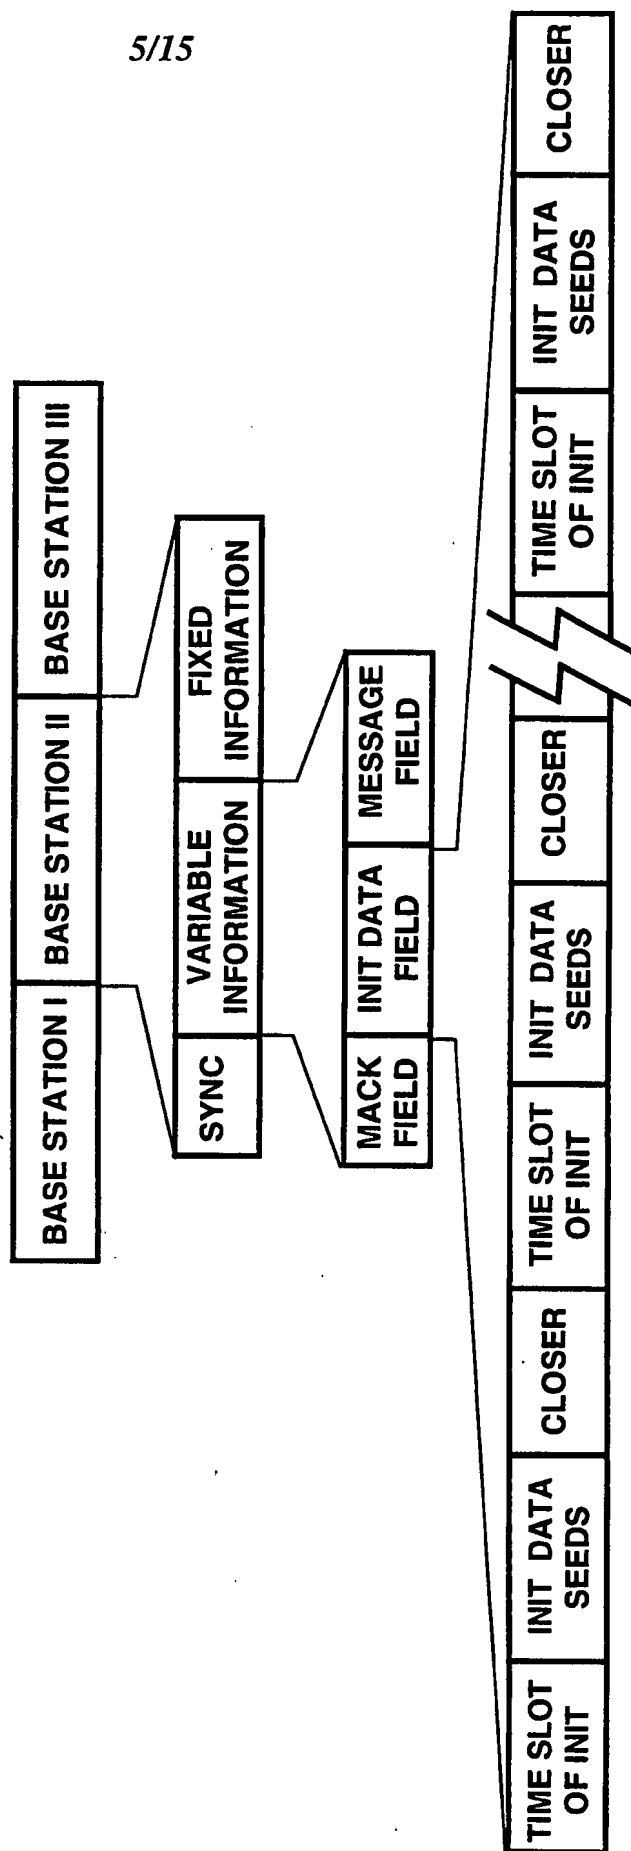 5/15
BASE STATION I
BASE STATION II
BASE STATION III
SYNC
VARIABLE
INFORMATION
FIXED
INFORMATION
MACK
FIELD
INIT DATA
FIELD
MESSAGE
FIELD
TIME SLOT
OF INIT
INIT DATA
SEEDS
CLOSER
TIME SLOT
OF INIT
INIT DATA
SEEDS
CLOSER
TIME SLOT
OF INIT
INIT DATA
SEEDS
CLOSER